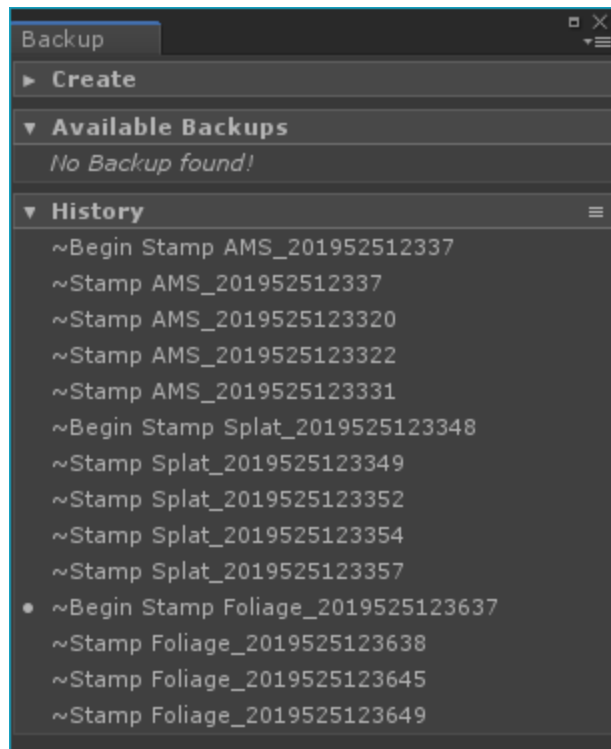 Backup
Create
Available Backups
No Backup found!
History
~Begin Stamp AMS_201952512337
~Stamp AMS_201952512337
~Stamp AMS_2019525123320
~Stamp AMS_2019525123322
~Stamp AMS_2019525123331
~Begin Stamp Splat_2019525123348
~Stamp Splat_2019525123349
~Stamp Splat_2019525123352
~Stamp Splat_2019525123354
~Stamp Splat_2019525123357
~Begin Stamp Foliage_2019525123637
~Stamp Foliage_2019525123638
~Stamp Foliage_2019525123645
~Stamp Foliage_2019525123649